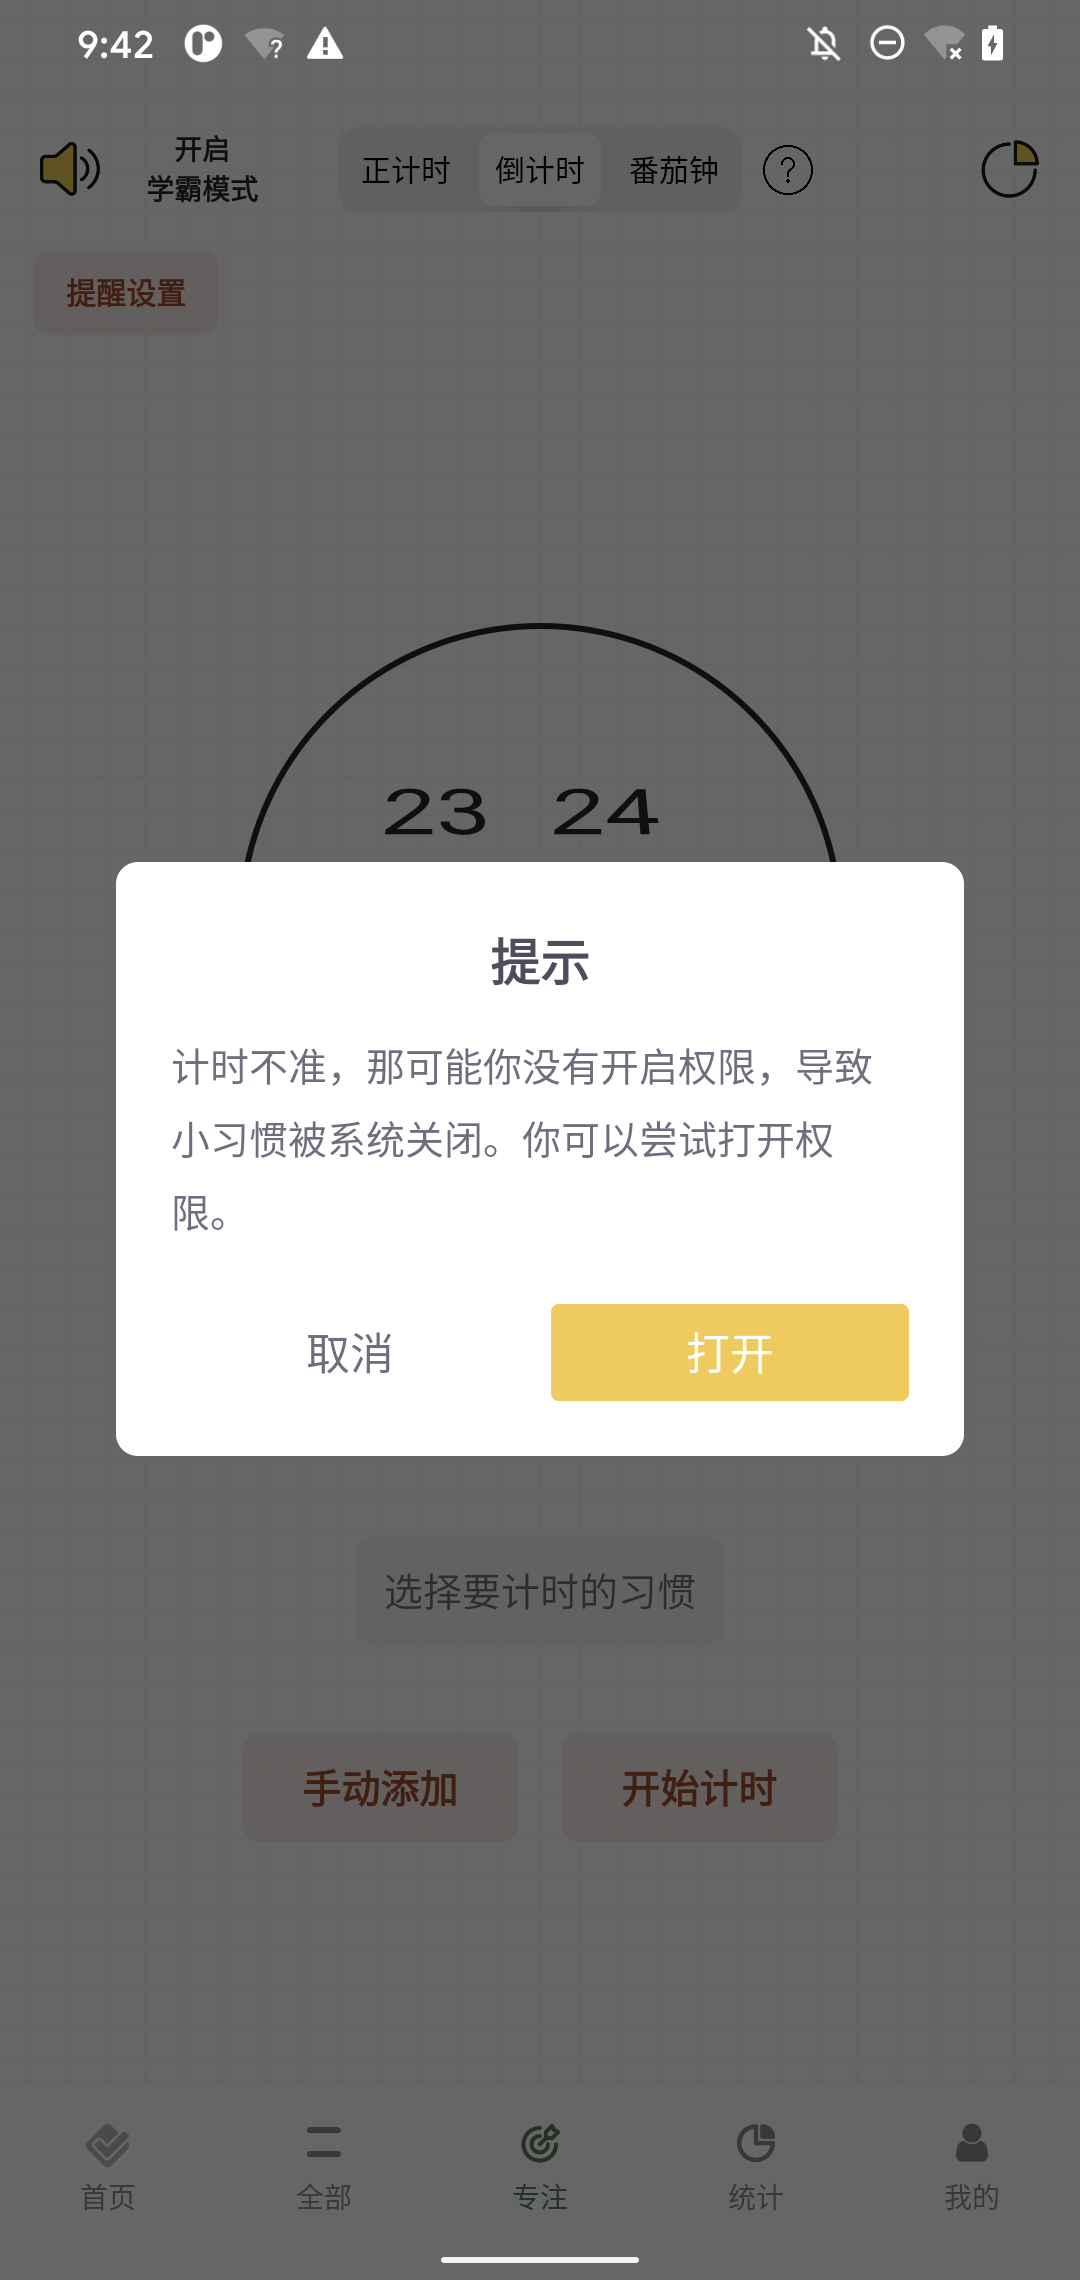 9:42
开启
学霸模式
正计时
倒计时
番茄钟
?
提醒设置
23 24
提示
计时不准，那可能你没有开启权限，导致
小习惯被系统关闭。你可以尝试打开权
限。
取消
打开
选择要计时的习惯
手动添加
开始计时
首页
全部
专注
统计
我的